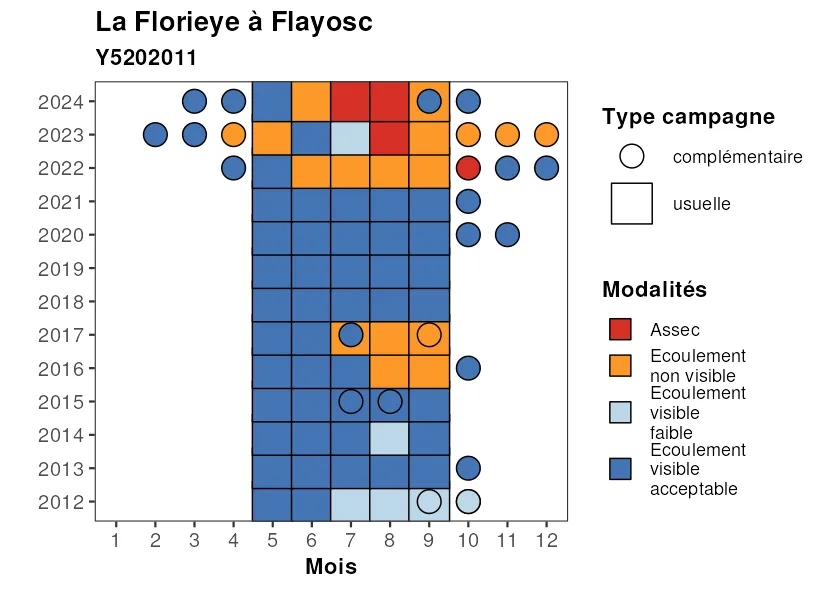 La Florieye à Flayosc
Y5202011
2024
2023
2022
2021
2020
2019
2018
2017
2016
2015
2014
2013
2012
1 2 3 4 5 6 7 8 9 10 11 12
Mois
Type campagne
complémentaire
usuelle
Modalités
Assec
Ecoulement
non visible
Ecoulement
visible
faible
Ecoulement
visible
acceptable